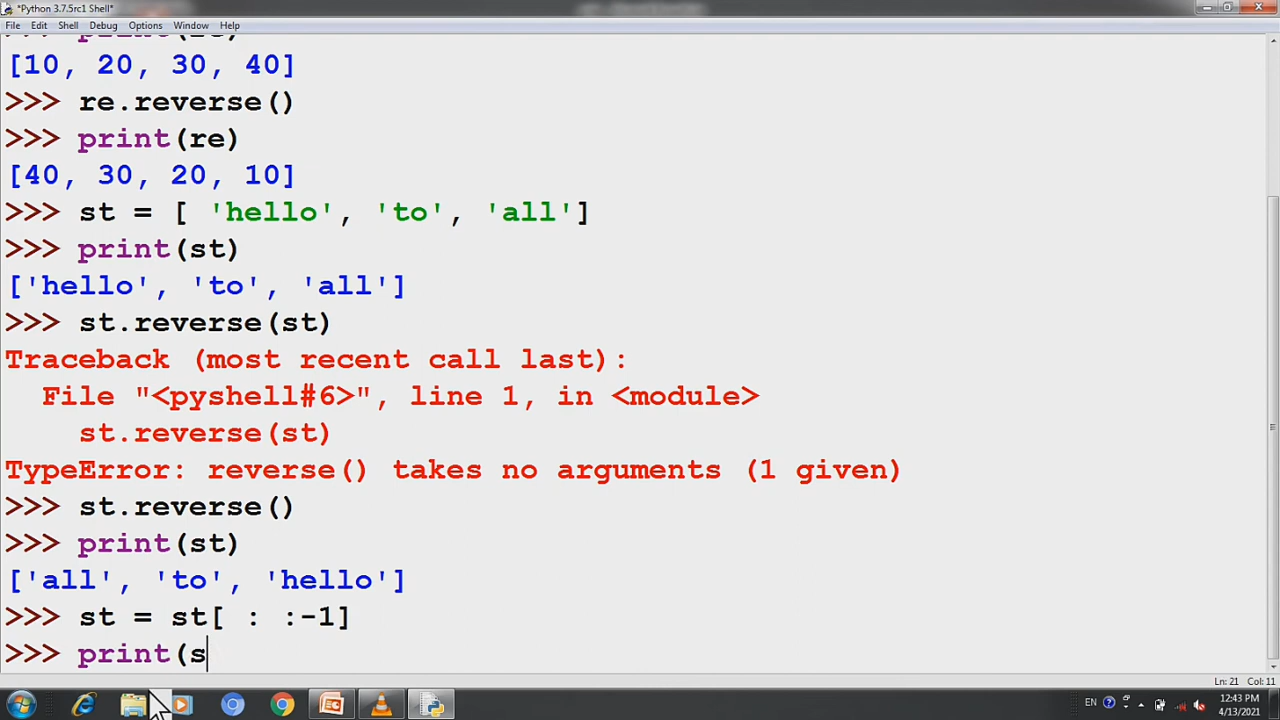 *Python 3.7.5rc1 Shell*
File Edit Shell Debug Options Window Help
>>> print(re)
[10, 20, 30, 40]
>>> re.reverse()
>>> print(re)
[40, 30, 20, 10]
>>> st = [ 'hello', 'to', 'all']
>>> print(st)
['hello', 'to', 'all']
>>> st.reverse(st)
Traceback (most recent call last):
  File "<pyshell#6>", line 1, in <module>
    st.reverse(st)
TypeError: reverse() takes no arguments (1 given)
>>> st.reverse()
>>> print(st)
['all', 'to', 'hello']
>>> st = st[ : :-1]
>>> print(s
Ln: 21 Col: 11
EN 12:43 PM
4/13/2021